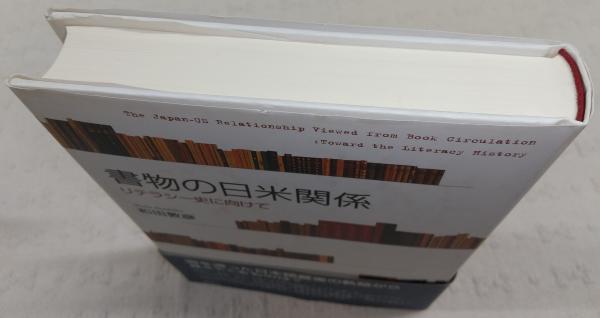 The Japan-US Relationship Viewed from Book Circulation
:Toward the Literacy History
書物の日米関係
リテラシー史に向けて
和田敦彦